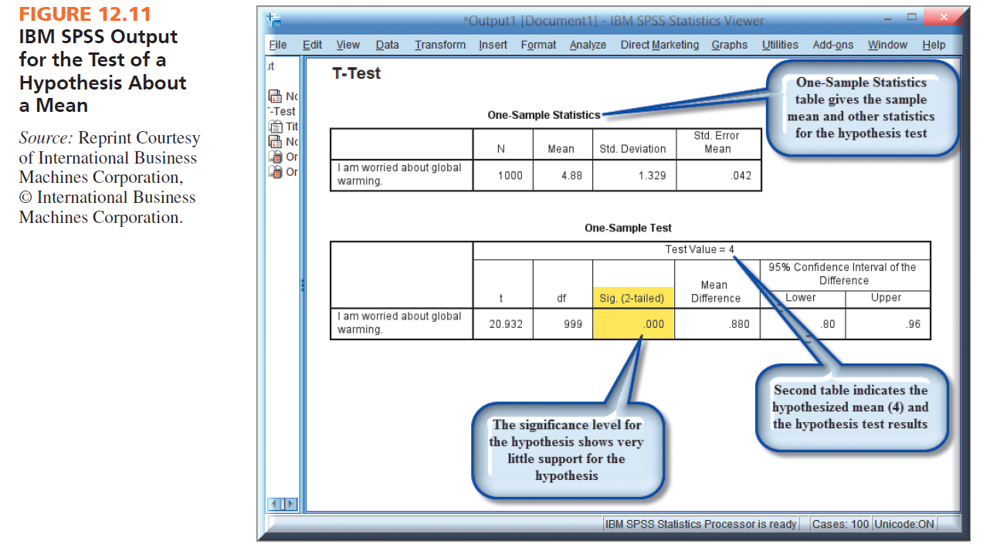 FIGURE 12.11
IBM SPSS Output
for the Test of a
Hypothesis About
a Mean
Source: Reprint Courtesy
of International Business
Machines Corporation,
© International Business
Machines Corporation.
*Output1 [Document1] - IBM SPSS Statistics Viewer
File Edit View Data Transform Insert Format Analyze Direct Marketing Graphs Utilities Add-ons Window Help
ut
No
-Test
Tit
No
Or
Or
T-Test
One-Sample Statistics
table gives the sample
mean and other statistics
for the hypothesis test
One-Sample Statistics
N Mean Std. Deviation Std. Error
Mean
I am worried about global
warming.
1000 4.88 1.329 .042
One-Sample Test
Test Value = 4
t df Sig. (2-tailed) Mean
Difference
95% Confidence Interval of the
Difference
Lower Upper
I am worried about global
warming.
20.932 999 .000 .880 .80 .96
The significance level for
the hypothesis shows very
little support for the
hypothesis
Second table indicates the
hypothesized mean (4) and
the hypothesis test results
IBM SPSS Statistics Processor is ready Cases: 100 Unicode:ON